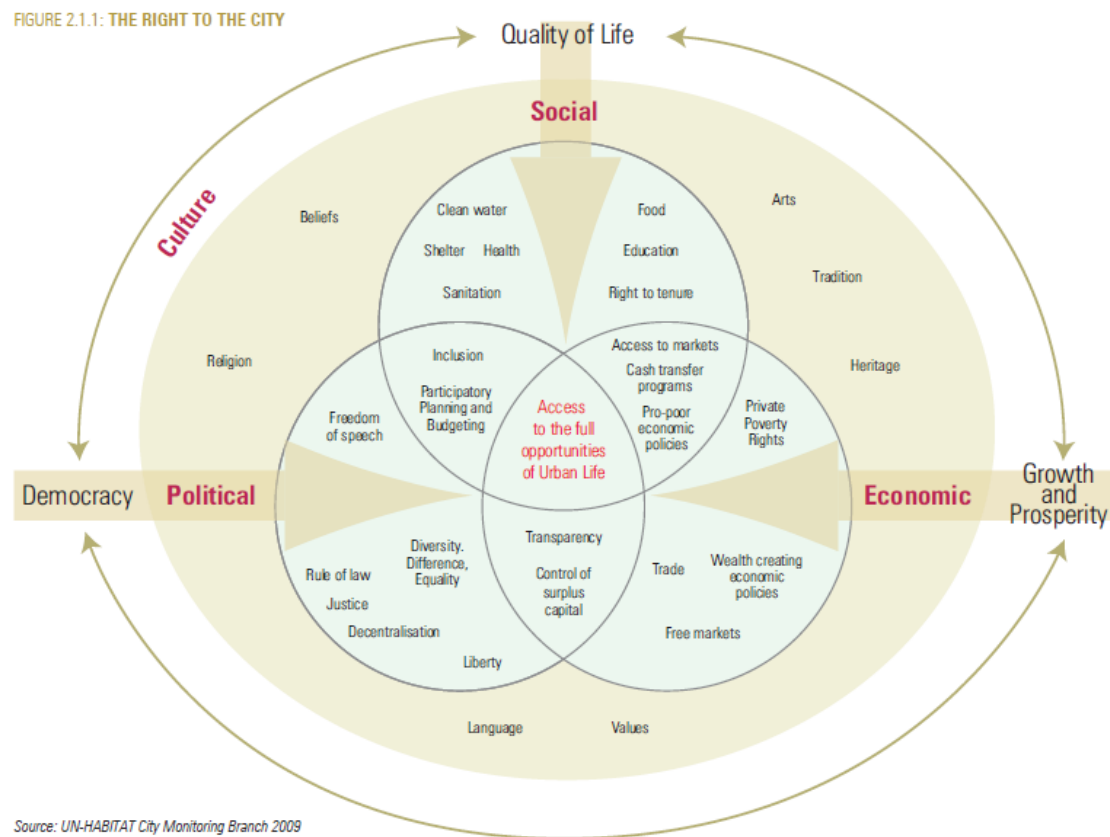 FIGURE 2.1.1: THE RIGHT TO THE CITY
Quality of Life
Social
Culture
Beliefs
Arts
Clean water
Food
Shelter
Health
Education
Sanitation
Right to tenure
Tradition
Religion
Heritage
Inclusion
Participatory
Planning and
Budgeting
Access to markets
Cash transfer
programs
Pro-poor
economic
policies
Freedom
of speech
Access
to the full
opportunities
of Urban Life
Private
Poverty
Rights
Democracy
Political
Economic
Growth
and
Prosperity
Diversity.
Difference,
Equality
Rule of law
Justice
Decentralisation
Liberty
Transparency
Control of
surplus
capital
Trade
Wealth creating
economic
policies
Free markets
Language
Values
Source: UN-HABITAT City Monitoring Branch 2009